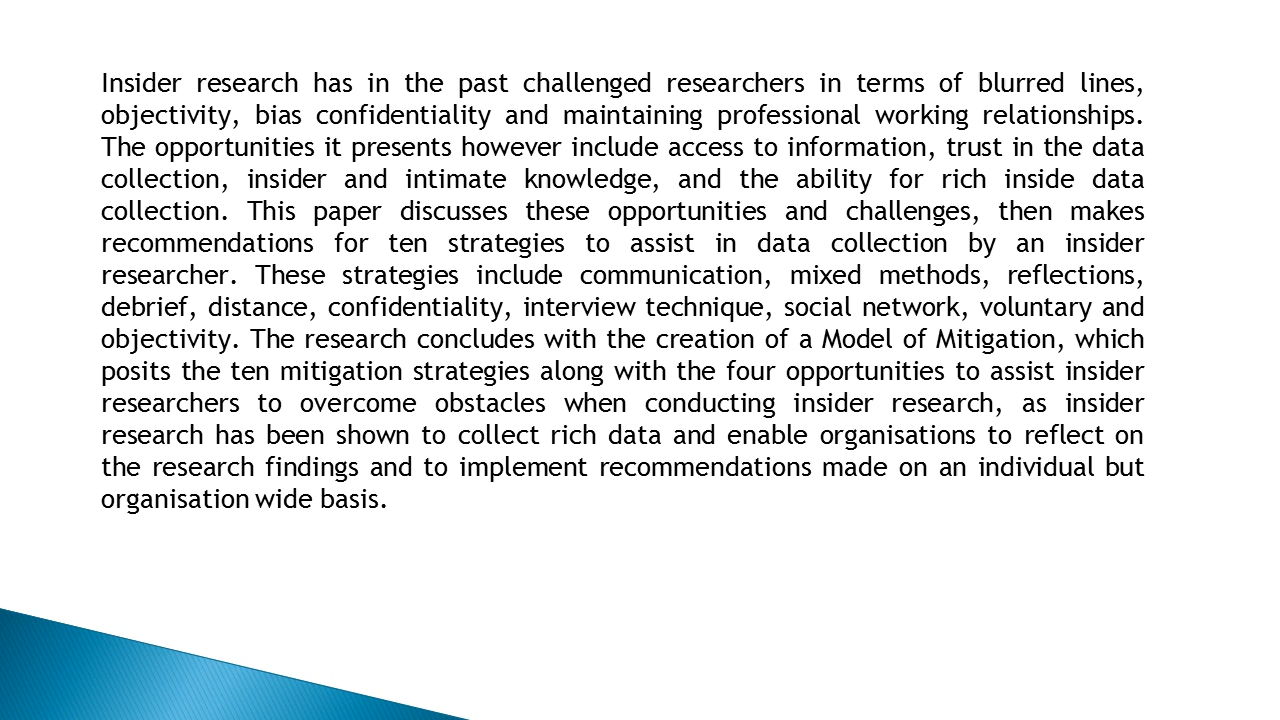 Insider research has in the past challenged researchers in terms of blurred lines,
objectivity, bias confidentiality and maintaining professional working relationships.
The opportunities it presents however include access to information, trust in the data
collection, insider and intimate knowledge, and the ability for rich inside data
collection. This paper discusses these opportunities and challenges, then makes
recommendations for ten strategies to assist in data collection by an insider
researcher. These strategies include communication, mixed methods, reflections,
debrief, distance, confidentiality, interview technique, social network, voluntary and
objectivity. The research concludes with the creation of a Model of Mitigation, which
posits the ten mitigation strategies along with the four opportunities to assist insider
researchers to overcome obstacles when conducting insider research, as insider
research has been shown to collect rich data and enable organisations to reflect on
the research findings and to implement recommendations made on an individual but
organisation wide basis.